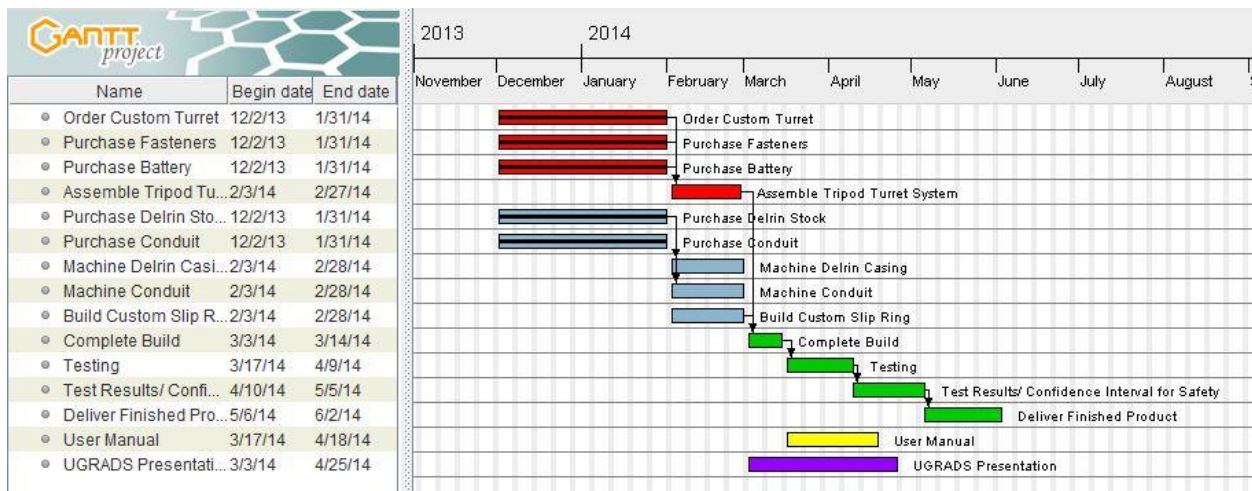 GANTT
project
2013 2014
November December January February March April May June July August
Name Begin date End date
Order Custom Turret 12/2/13 1/31/14 Order Custom Turret
Purchase Fasteners 12/2/13 1/31/14 Purchase Fasteners
Purchase Battery 12/2/13 1/31/14 Purchase Battery
Assemble Tripod Tu... 2/3/14 2/27/14 Assemble Tripod Turret System
Purchase Delrin Sto... 12/2/13 1/31/14 Purchase Delrin Stock
Purchase Conduit 12/2/13 1/31/14 Purchase Conduit
Machine Delrin Casi... 2/3/14 2/28/14 Machine Delrin Casing
Machine Conduit 2/3/14 2/28/14 Machine Conduit
Build Custom Slip R... 2/3/14 2/28/14 Build Custom Slip Ring
Complete Build 3/3/14 3/14/14 Complete Build
Testing 3/17/14 4/9/14 Testing
Test Results/ Confi... 4/10/14 5/5/14 Test Results/ Confidence Interval for Safety
Deliver Finished Pro... 5/6/14 6/2/14 Deliver Finished Product
User Manual 3/17/14 4/18/14 User Manual
UGRADS Presentati... 3/3/14 4/25/14 UGRADS Presentation